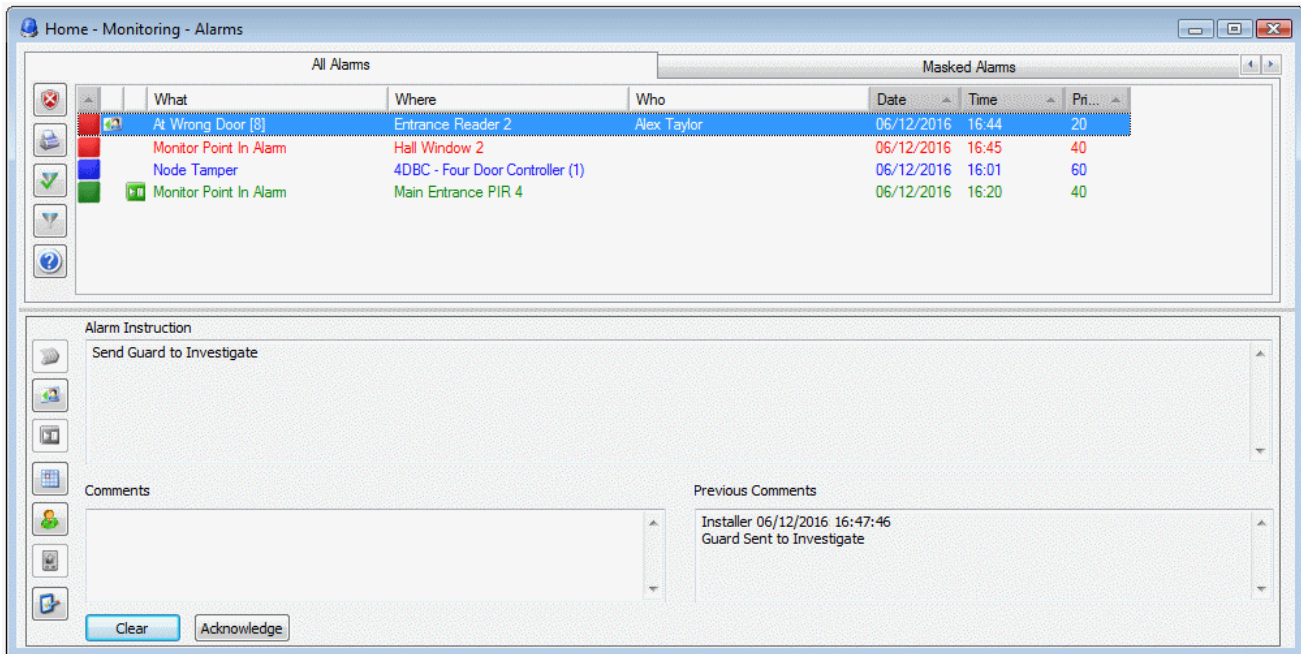 Home - Monitoring - Alarms
All Alarms Masked Alarms
What Where Who Date Time Pri...
At Wrong Door [8] Entrance Reader 2 Alex Taylor 06/12/2016 16:44 20
Monitor Point In Alarm Hall Window 2 06/12/2016 16:45 40
Node Tamper 4DBC - Four Door Controller (1) 06/12/2016 16:01 60
Monitor Point In Alarm Main Entrance PIR 4 06/12/2016 16:20 40
Alarm Instruction
Send Guard to Investigate
Comments
Previous Comments
Installer 06/12/2016 16:47:46
Guard Sent to Investigate
Clear Acknowledge